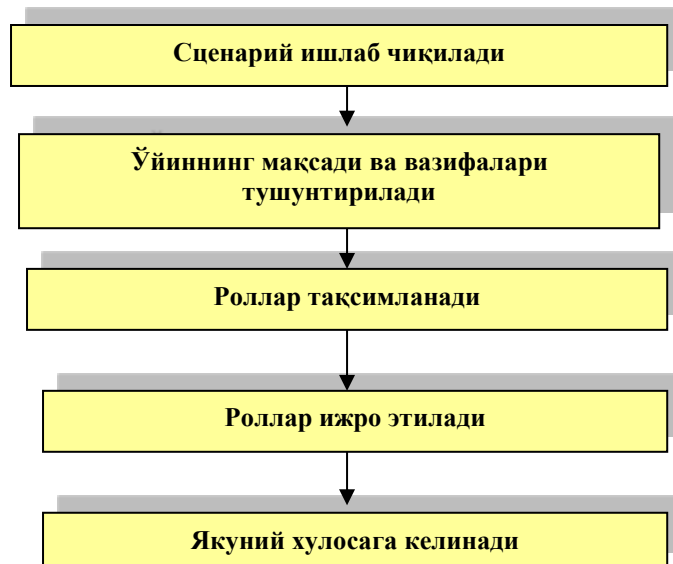 Сценарий ишлаб чиқилади
Ўйиннинг мақсади ва вазифалари
тушунтирилади
Роллар тақсимланади
Роллар ижро этилади
Якуний хулосага келинади